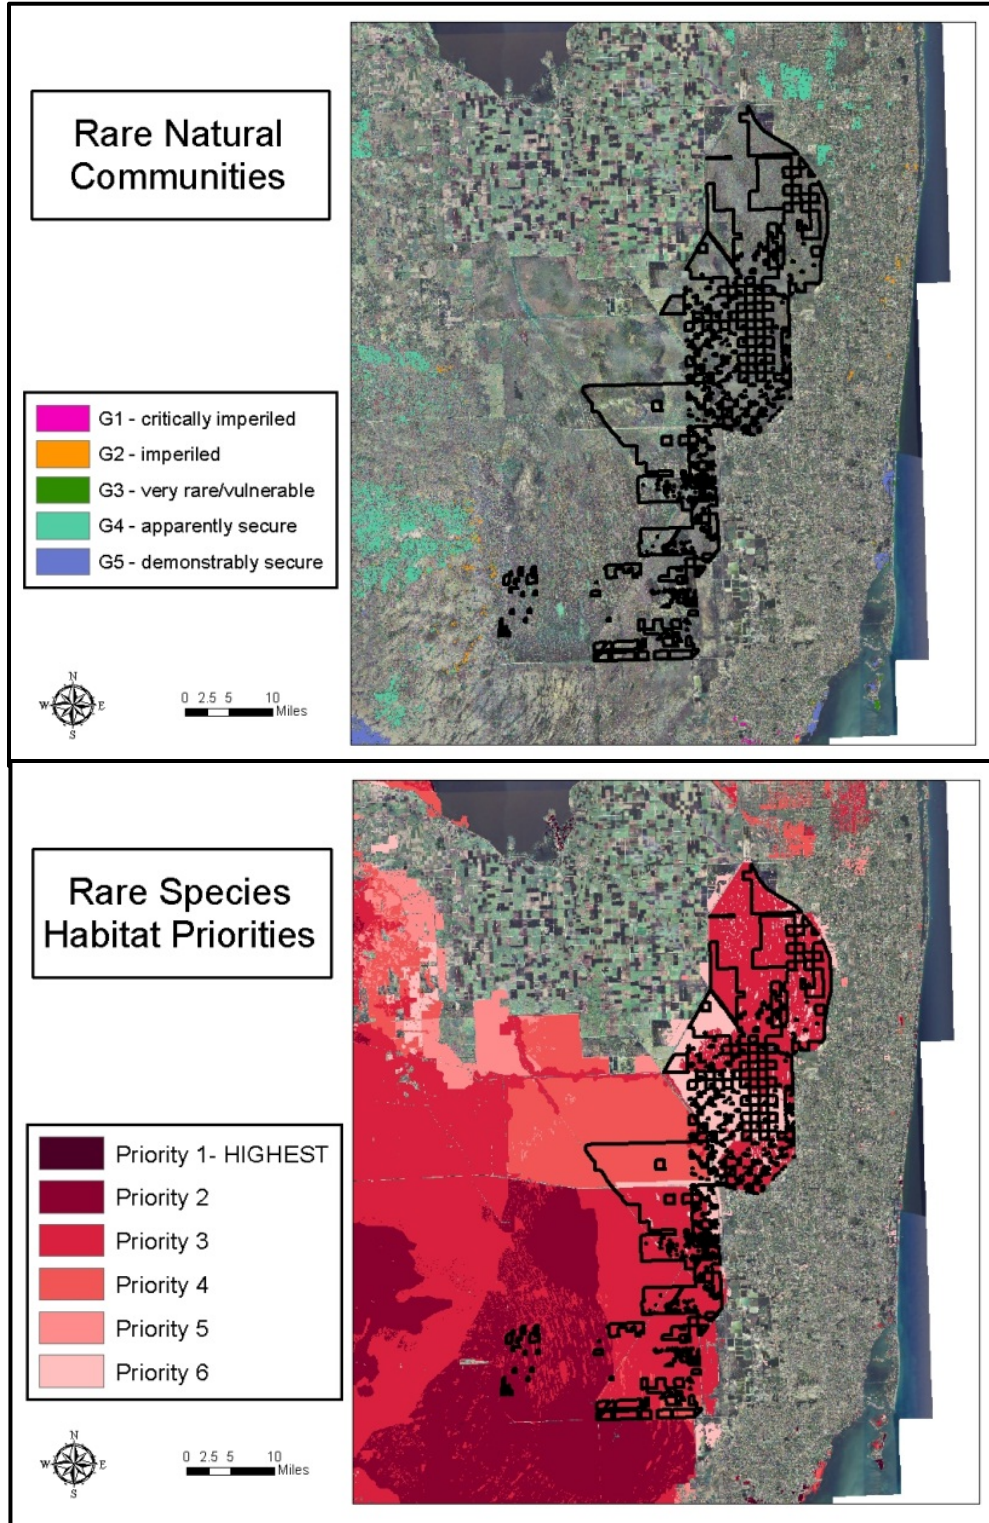 Rare Natural
Communities
G1 - critically imperiled
G2 - imperiled
G3 - very rare/vulnerable
G4 - apparently secure
G5 - demonstrably secure
N
W E
S
0 2.5 5 10
Miles
Rare Species
Habitat Priorities
Priority 1- HIGHEST
Priority 2
Priority 3
Priority 4
Priority 5
Priority 6
N
W E
S
0 2.5 5 10
Miles